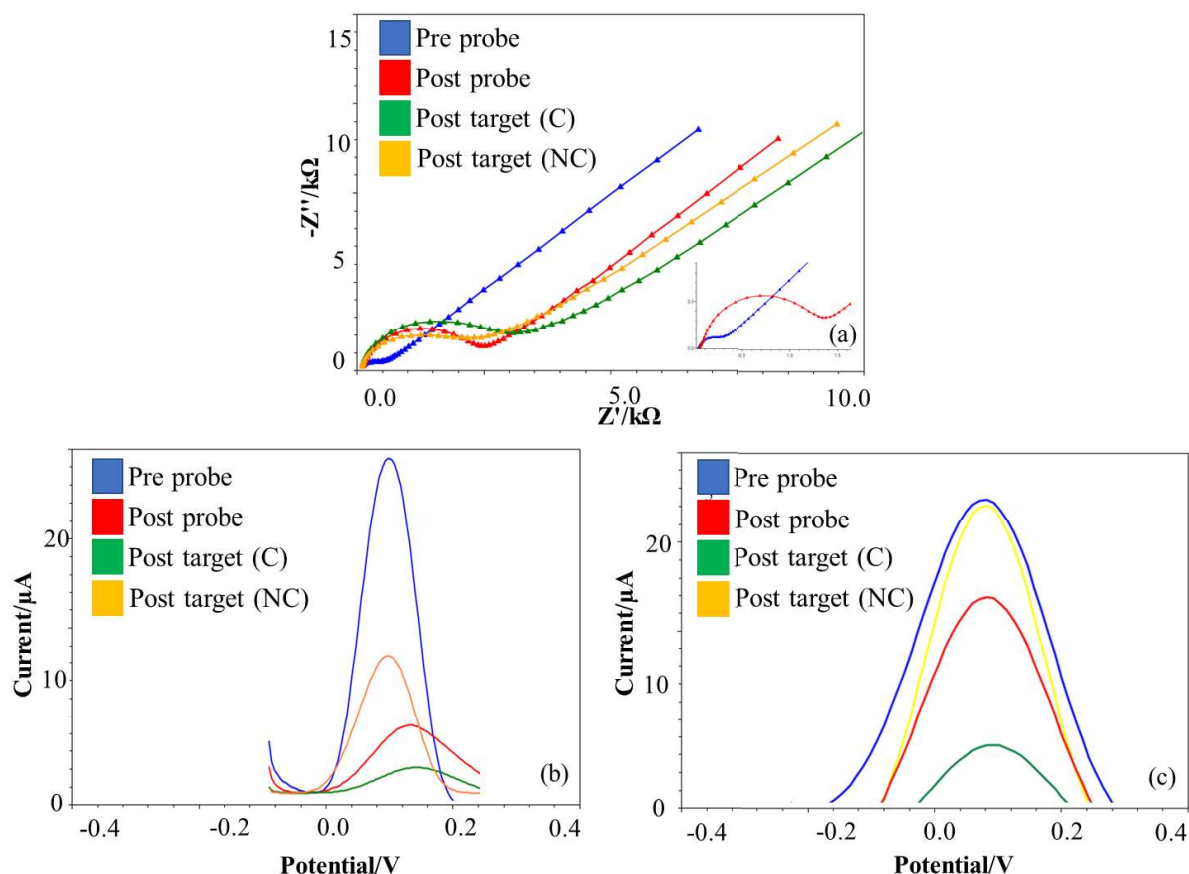 15
10
5
0
-Z''/kΩ
Pre probe
Post probe
Post target (C)
Post target (NC)
(a)
0.0
5.0
10.0
Z'/kΩ
Pre probe
Post probe
Post target (C)
Post target (NC)
20
10
0
Current/µA
(b)
-0.4
0.0
0.2
0.4
Potential/V
Pre probe
Post probe
Post target (C)
Post target (NC)
20
10
0
Current/µA
(c)
-0.4
0.0
0.2
0.4
Potential/V